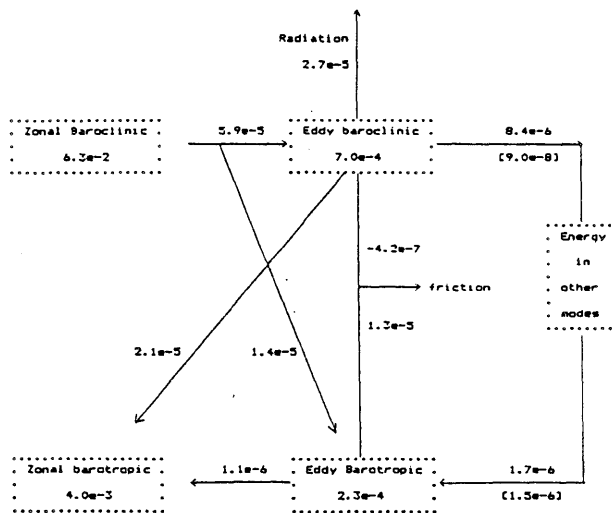 Radiation
2.7e-5
Zonal Baroclinic
6.3e-2
5.9e-5
Eddy baroclinic
7.0e-4
8.4e-6
[9.0e-8]
-4.2e-7
Energy
in
other
modes
friction
1.3e-5
2.1e-5
1.4e-5
Zonal barotropic
4.0e-3
1.1e-6
Eddy Barotropic
2.3e-4
1.7e-6
[1.5e-6]